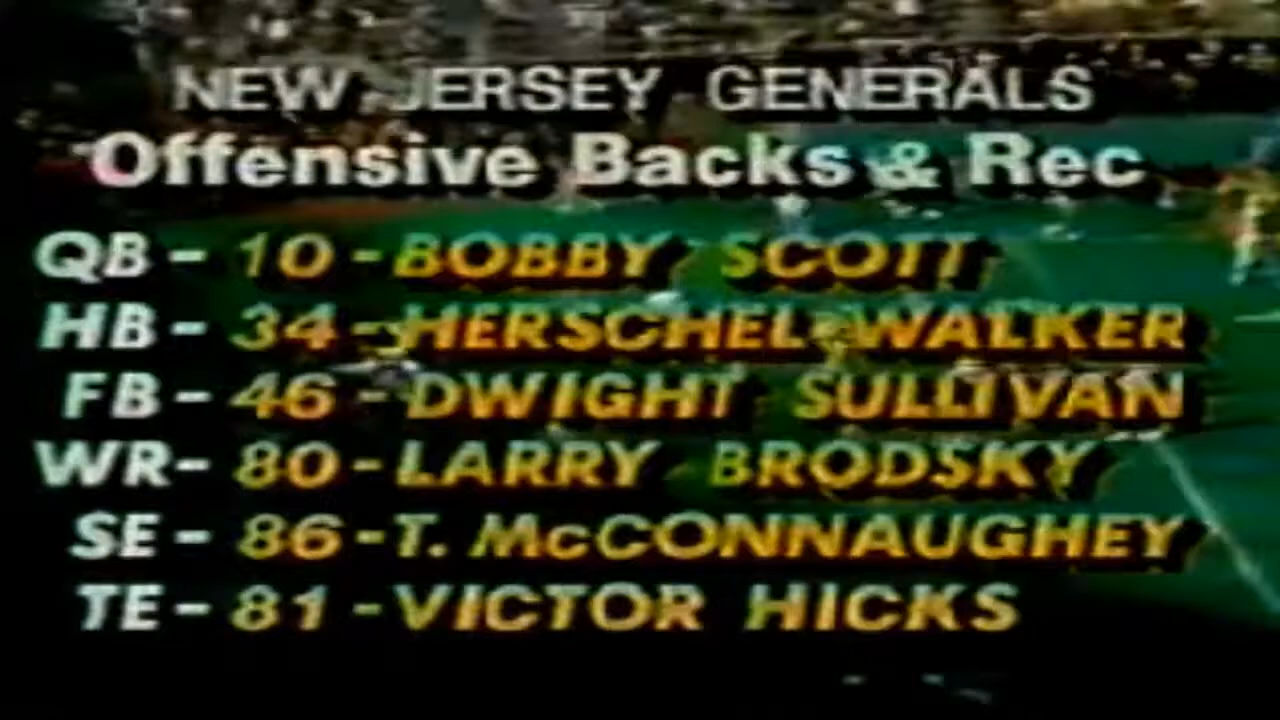 NEW JERSEY GENERALS
Offensive Backs & Rec
QB - 10 - BOBBY SCOTT
HB - 34 - HERSCHEL WALKER
FB - 46 - DWIGHT SULLIVAN
WR - 80 - LARRY BRODSKY
SE - 86 - T. McCONNAUGHEY
TE - 81 - VICTOR HICKS